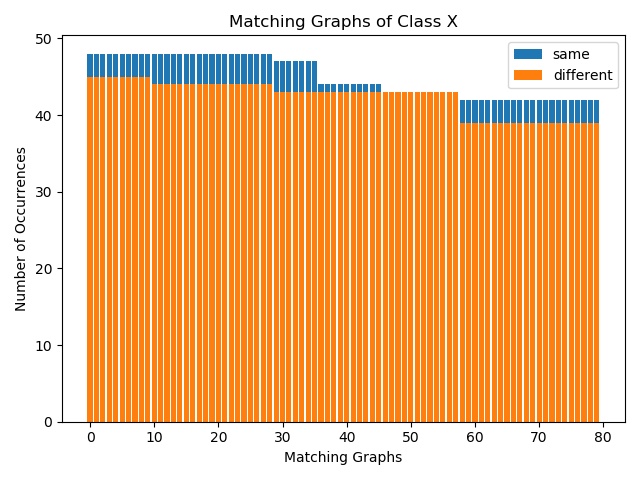 Matching Graphs of Class X
same
different
Number of Occurrences
50
40
30
20
10
0
0 10 20 30 40 50 60 70 80
Matching Graphs